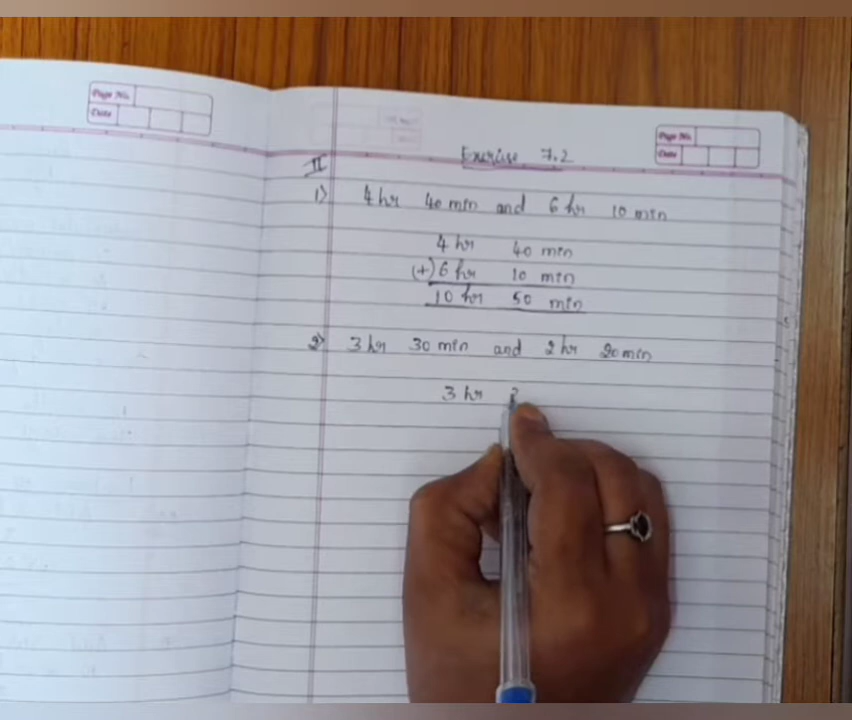 Page No.
Date
Page No.
Date
Exercise 7.2
II
1) 4 hr 40 min and 6 hr 10 min
4 hr 40 min
(+) 6 hr 10 min
10 hr 50 min
2) 3 hr 30 min and 2 hr 20 min
3 hr